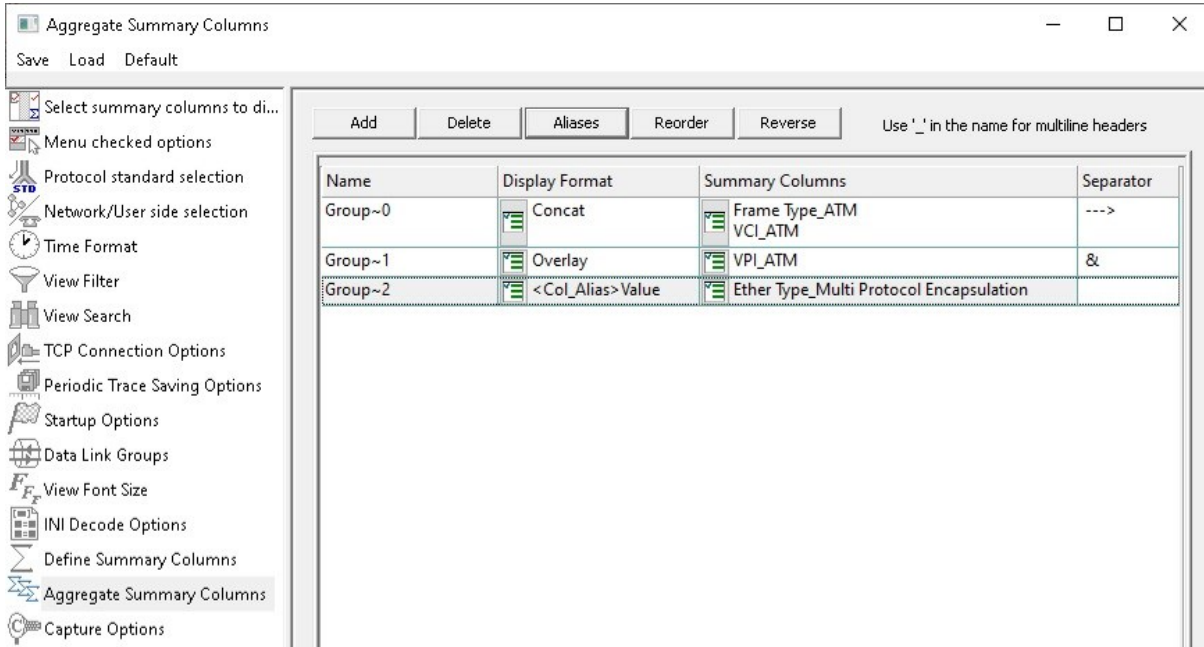 Aggregate Summary Columns
Save Load Default
Select summary columns to di...
Menu checked options
Protocol standard selection
Network/User side selection
Time Format
View Filter
View Search
TCP Connection Options
Periodic Trace Saving Options
Startup Options
Data Link Groups
View Font Size
INI Decode Options
Define Summary Columns
Aggregate Summary Columns
Capture Options
Add Delete Aliases Reorder Reverse Use '_' in the name for multiline headers
Name Display Format Summary Columns Separator
Group~0 Concat Frame Type_ATM --->
VCI_ATM
Group~1 Overlay VPI_ATM &
Group~2 <Col_Alias>Value Ether Type_Multi Protocol Encapsulation